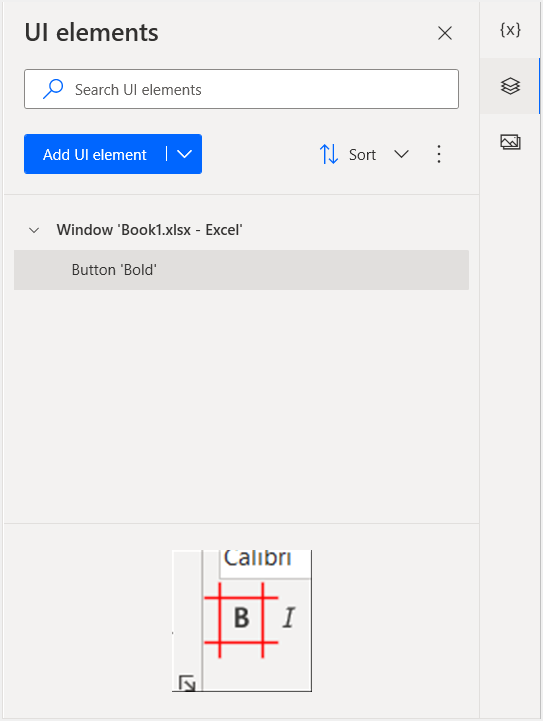 UI elements
{x}
Search UI elements
Add UI element
Sort
Window 'Book1.xlsx - Excel'
Button 'Bold'
Calibri
B I